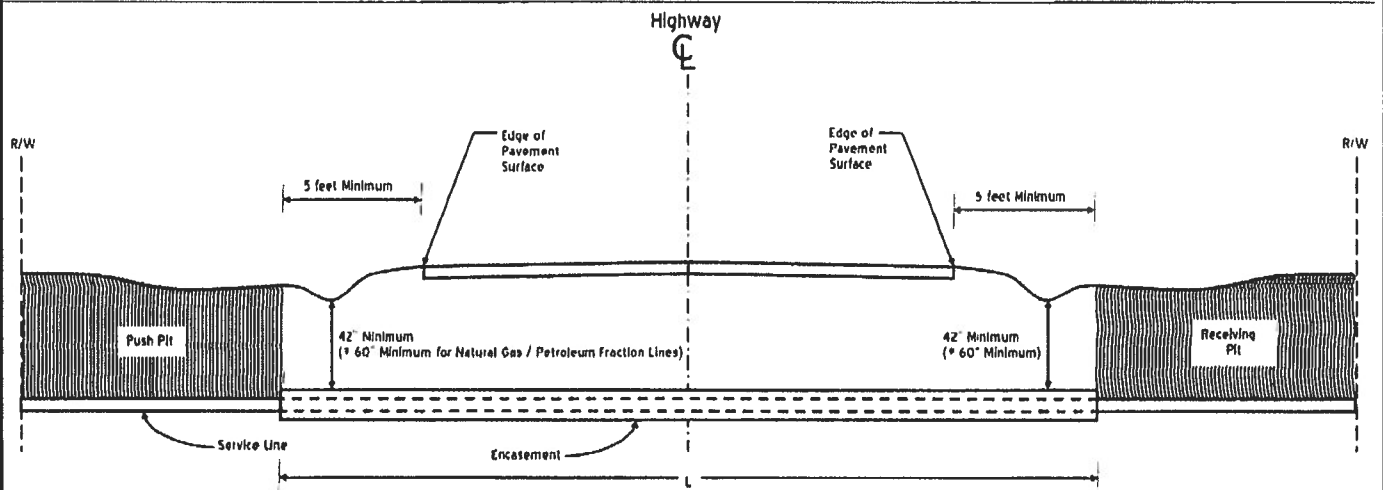 Highway
℄
R/W
R/W
Edge of
Pavement
Surface
Edge of
Pavement
Surface
5 feet Minimum
5 feet Minimum
Push Pit
42" Minimum
(* 60" Minimum for Natural Gas / Petroleum Fraction Lines)
42" Minimum
(* 60" Minimum)
Receiving
Pit
Service Line
Encasement
L